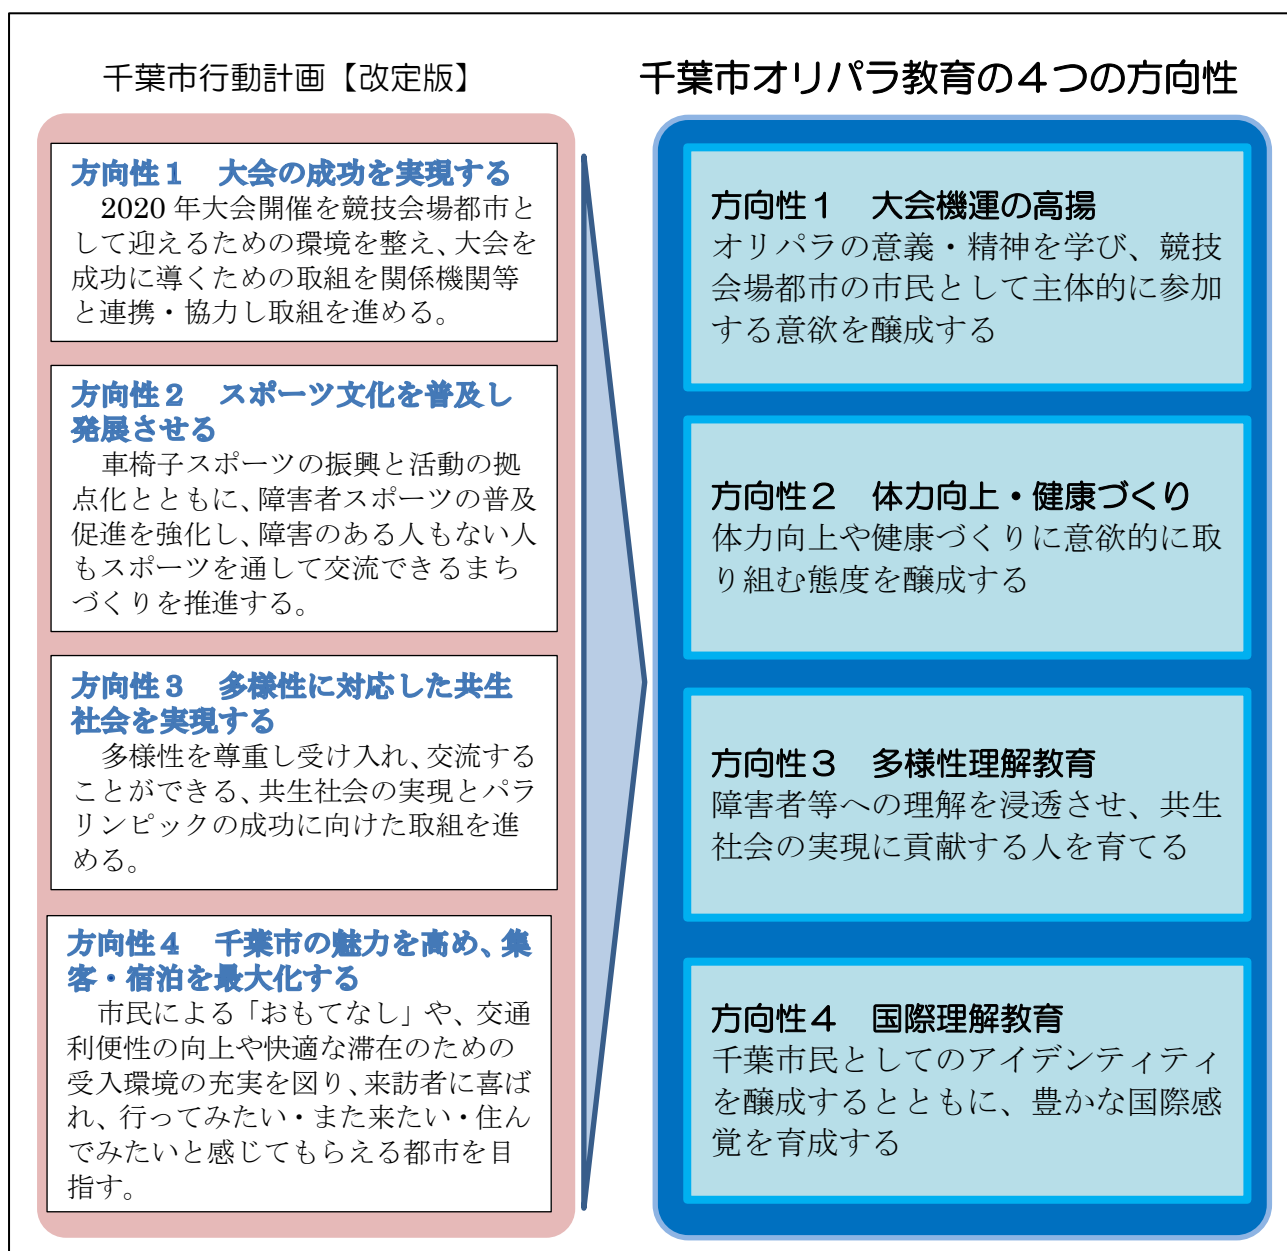 千葉市行動計画【改定版】
方向性１　大会の成功を実現する
2020 年大会開催を競技会場都市と
して迎えるための環境を整え、大会を
成功に導くための取組を関係機関等
と連携・協力し取組を進める。
方向性２　スポーツ文化を普及し
発展させる
車椅子スポーツの振興と活動の拠
点化とともに、障害者スポーツの普及
促進を強化し、障害のある人もない人
もスポーツを通して交流できるまち
づくりを推進する。
方向性３　多様性に対応した共生
社会を実現する
多様性を尊重し受け入れ、交流する
ことができる、共生社会の実現とパラ
リンピックの成功に向けた取組を進
める。
方向性４　千葉市の魅力を高め、集
客・宿泊を最大化する
市民による「おもてなし」や、交通
利便性の向上や快適な滞在のための
受入環境の充実を図り、来訪者に喜ば
れ、行ってみたい・また来たい・住ん
でみたいと感じてもらえる都市を目
指す。
千葉市オリパラ教育の４つの方向性
方向性１　大会機運の高揚
オリパラの意義・精神を学び、競技
会場都市の市民として主体的に参加
する意欲を醸成する
方向性２　体力向上・健康づくり
体力向上や健康づくりに意欲的に取
り組む態度を醸成する
方向性３　多様性理解教育
障害者等への理解を浸透させ、共生
社会の実現に貢献する人を育てる
方向性４　国際理解教育
千葉市民としてのアイデンティティ
を醸成するとともに、豊かな国際感
覚を育成する